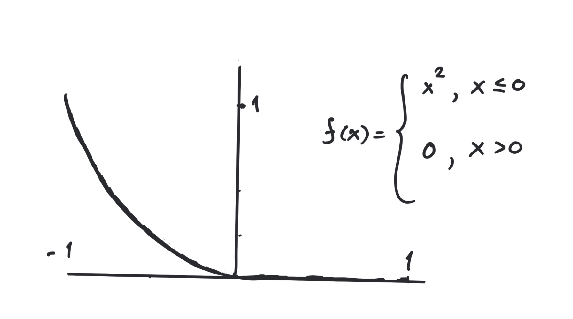 1
x², x ≤ 0
f(x) =
0, x > 0
-1
1